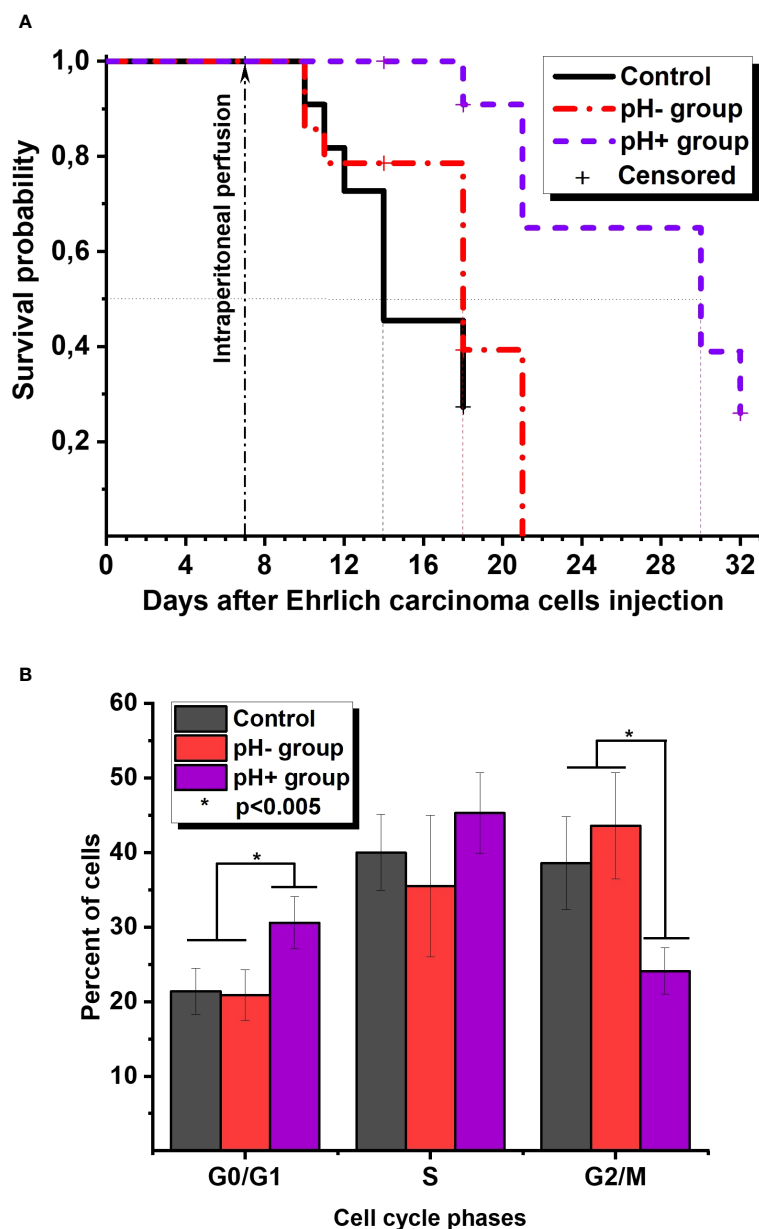 A
1,0
0,8
0,6
0,4
0,2
Survival probability
Intraperitoneal perfusion
Control
pH- group
pH+ group
+ Censored
0 4 8 12 14 18 20 24 28 32
Days after Ehrlich carcinoma cells injection
B
60
50
40
30
20
10
Percent of cells
Control
pH- group
pH+ group
* p<0.005
*
*
G0/G1 S G2/M
Cell cycle phases